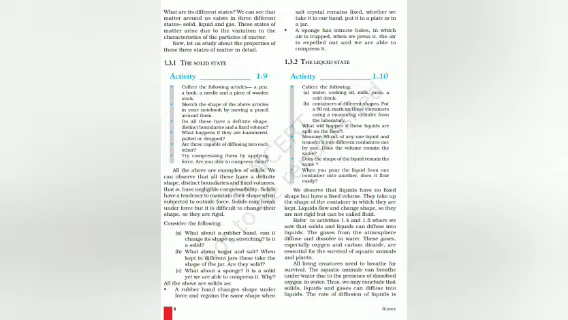 What are its different states? We can see that
matter around us exists in three different
states– solid, liquid and gas. These states of
matter arise due to the variation in the
characteristics of the particles of matter.
Now, let us study about the properties of
these three states of matter in detail.
1.3.1 THE SOLID STATE
Activity 1.9
• Collect the following articles— a pen,
a book, a needle and a piece of wooden
stick.
• Sketch the shape of the above articles
in your notebook by moving a pencil
around them.
• Do all these have a definite shape,
distinct boundaries and a fixed volume?
• What happens if they are hammered,
pulled or dropped?
• Are these capable of diffusing into each
other?
• Try compressing them by applying
force. Are you able to compress them?
All the above are examples of solids. We
can observe that all these have a definite
shape, distinct boundaries and fixed volumes,
that is, have negligible compressibility. Solids
have a tendency to maintain their shape when
subjected to outside force. Solids may break
under force but it is difficult to change their
shape, so they are rigid.
Consider the following:
(a) What about a rubber band, can it
change its shape on stretching? Is it
a solid?
(b) What about sugar and salt? When
kept in different jars these take the
shape of the jar. Are they solid?
(c) What about a sponge? It is a solid
yet we are able to compress it. Why?
All the above are solids as:
• A rubber band changes shape under
force and regains the same shape when
8
salt crystal remains fixed, whether we
take it in our hand, put it in a plate or in
a jar.
• A sponge has minute holes, in which
air is trapped, when we press it, the air
is expelled out and we are able to
compress it.
1.3.2 THE LIQUID STATE
Activity 1.10
• Collect the following:
(a) water, cooking oil, milk, juice, a
cold drink.
(b) containers of different shapes. Put
a 50 mL mark on these containers
using a measuring cylinder from
the laboratory.
• What will happen if these liquids are
spilt on the floor?
• Measure 50 mL of any one liquid and
transfer it into different containers one
by one. Does the volume remain the
same?
• Does the shape of the liquid remain the
same ?
• When you pour the liquid from one
container into another, does it flow
easily?
We observe that liquids have no fixed
shape but have a fixed volume. They take up
the shape of the container in which they are
kept. Liquids flow and change shape, so they
are not rigid but can be called fluid.
Refer to activities 1.4 and 1.5 where we
saw that solids and liquids can diffuse into
liquids. The gases from the atmosphere
diffuse and dissolve in water. These gases,
especially oxygen and carbon dioxide, are
essential for the survival of aquatic animals
and plants.
All living creatures need to breathe for
survival. The aquatic animals can breathe
under water due to the presence of dissolved
oxygen in water. Thus, we may conclude that
solids, liquids and gases can diffuse into
liquids. The rate of diffusion of liquids is
Science